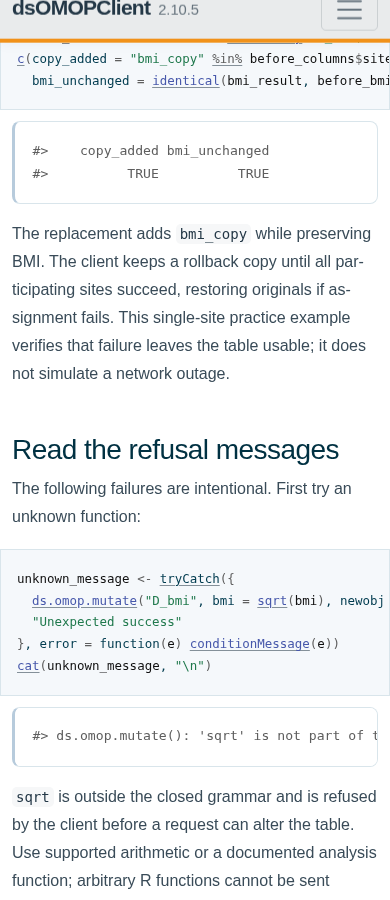 dsOMOPClient 2.10.5
c(copy_added = "bmi_copy" %in% before_columns$site
  bmi_unchanged = identical(bmi_result, before_bmi
#>    copy_added bmi_unchanged
#>          TRUE          TRUE
The replacement adds bmi_copy while preserving
BMI. The client keeps a rollback copy until all par-
ticipating sites succeed, restoring originals if as-
signment fails. This single-site practice example
verifies that failure leaves the table usable; it does
not simulate a network outage.
Read the refusal messages
The following failures are intentional. First try an
unknown function:
unknown_message <- tryCatch({
  ds.omop.mutate("D_bmi", bmi = sqrt(bmi), newobj
  "Unexpected success"
}, error = function(e) conditionMessage(e))
cat(unknown_message, "\n")
#> ds.omop.mutate(): 'sqrt' is not part of t
sqrt is outside the closed grammar and is refused
by the client before a request can alter the table.
Use supported arithmetic or a documented analysis
function; arbitrary R functions cannot be sent